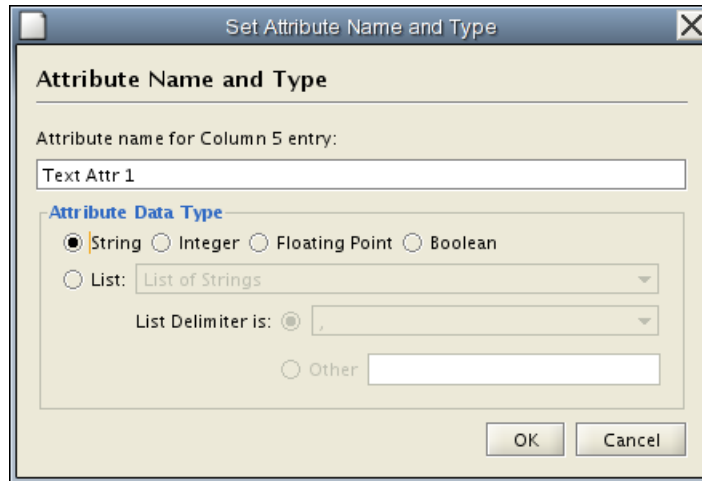 Set Attribute Name and Type
Attribute Name and Type
Attribute name for Column 5 entry:
Text Attr 1
Attribute Data Type
String Integer Floating Point Boolean
List: List of Strings
List Delimiter is: ,
Other
OK Cancel